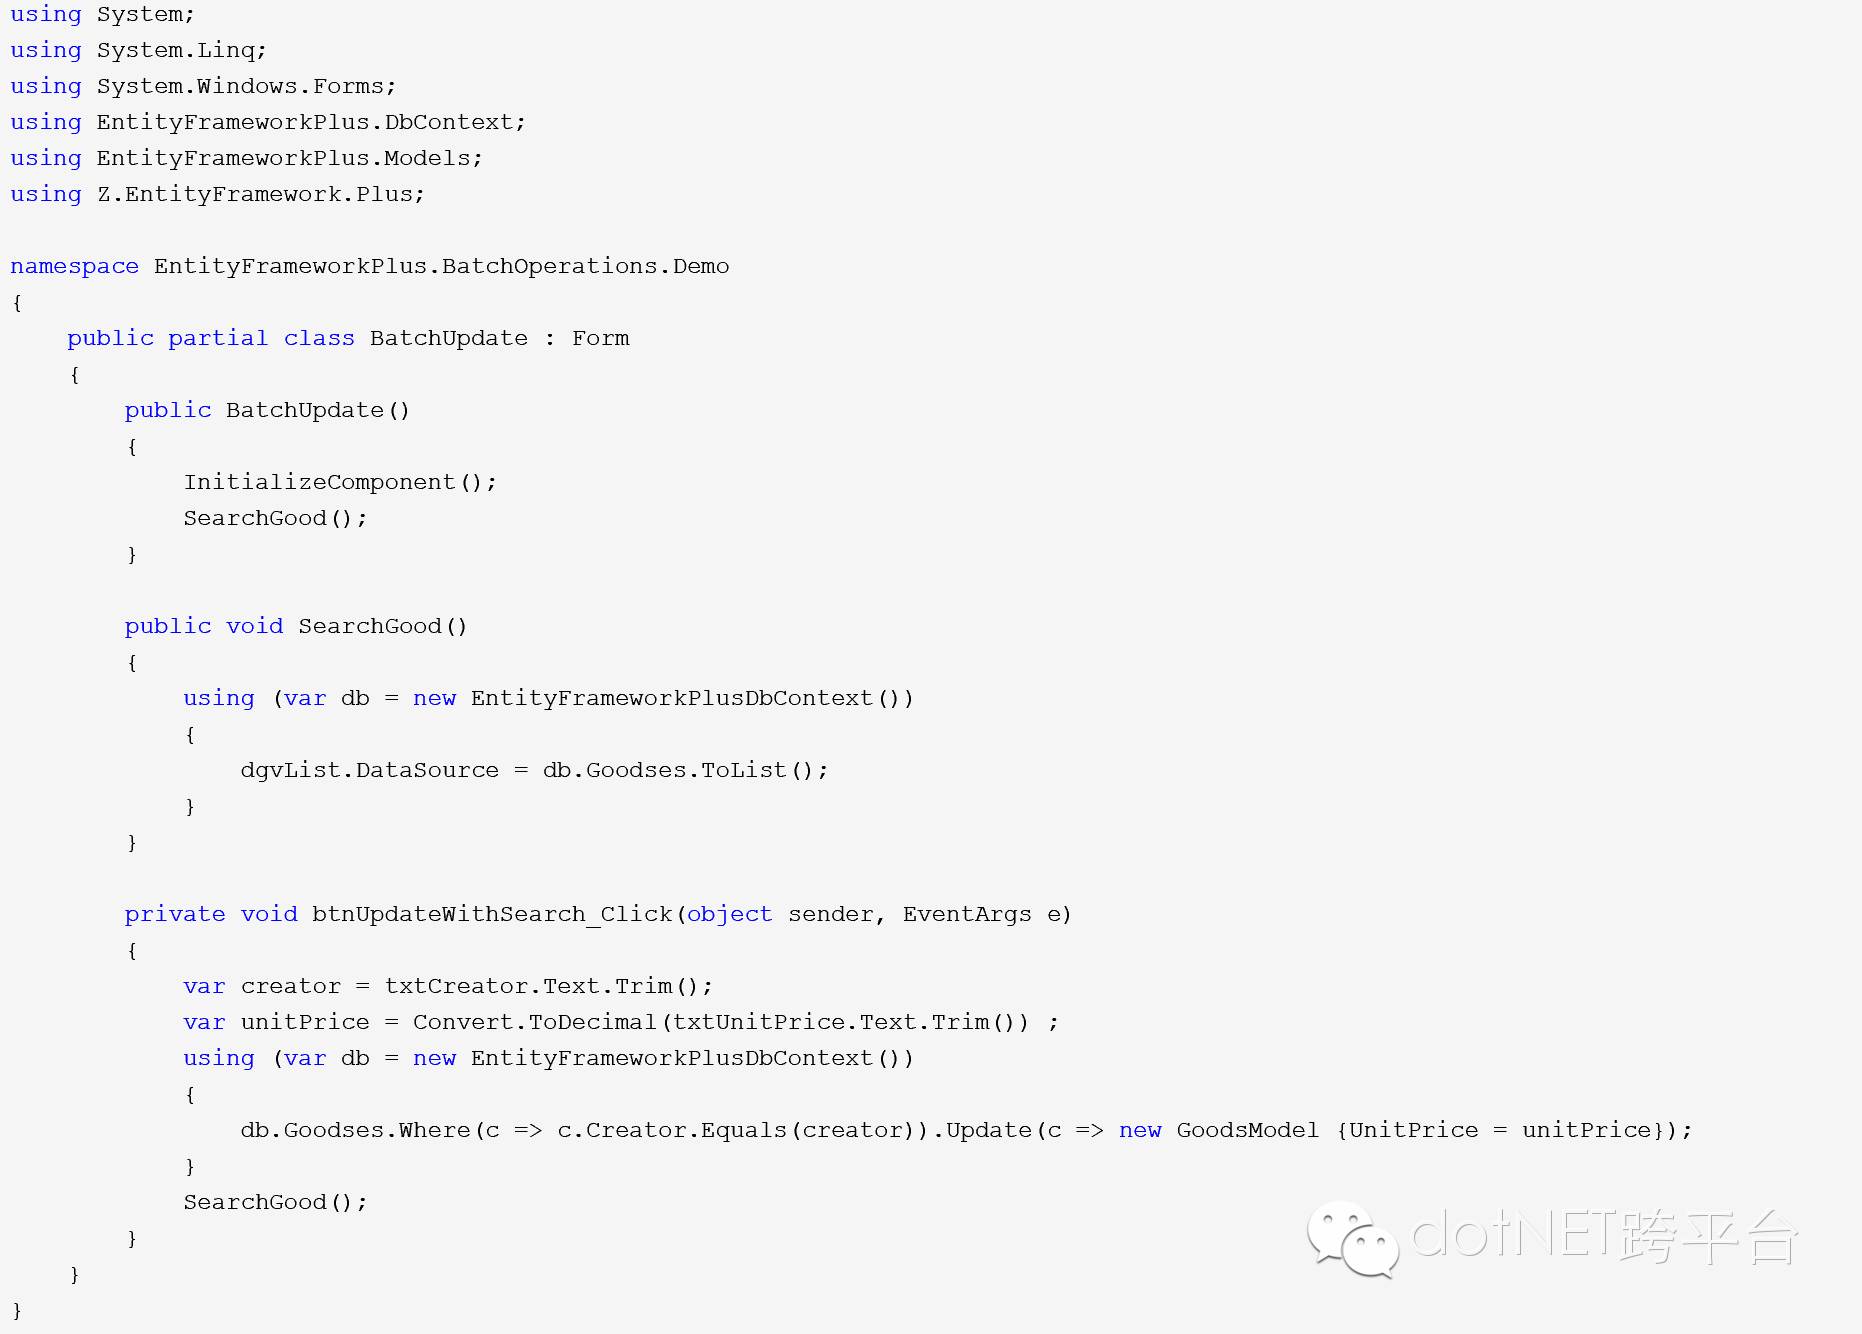 using System;
using System.Linq;
using System.Windows.Forms;
using EntityFrameworkPlus.DbContext;
using EntityFrameworkPlus.Models;
using Z.EntityFramework.Plus;

namespace EntityFrameworkPlus.BatchOperations.Demo
{
    public partial class BatchUpdate : Form
    {
        public BatchUpdate()
        {
            InitializeComponent();
            SearchGood();
        }

        public void SearchGood()
        {
            using (var db = new EntityFrameworkPlusDbContext())
            {
                dgvList.DataSource = db.Goodses.ToList();
            }
        }

        private void btnUpdateWithSearch_Click(object sender, EventArgs e)
        {
            var creator = txtCreator.Text.Trim();
            var unitPrice = Convert.ToDecimal(txtUnitPrice.Text.Trim()) ;
            using (var db = new EntityFrameworkPlusDbContext())
            {
                db.Goodses.Where(c => c.Creator.Equals(creator)).Update(c => new GoodsModel {UnitPrice = unitPrice});
            }
            SearchGood();
        }
    }
}
dotNET跨平台